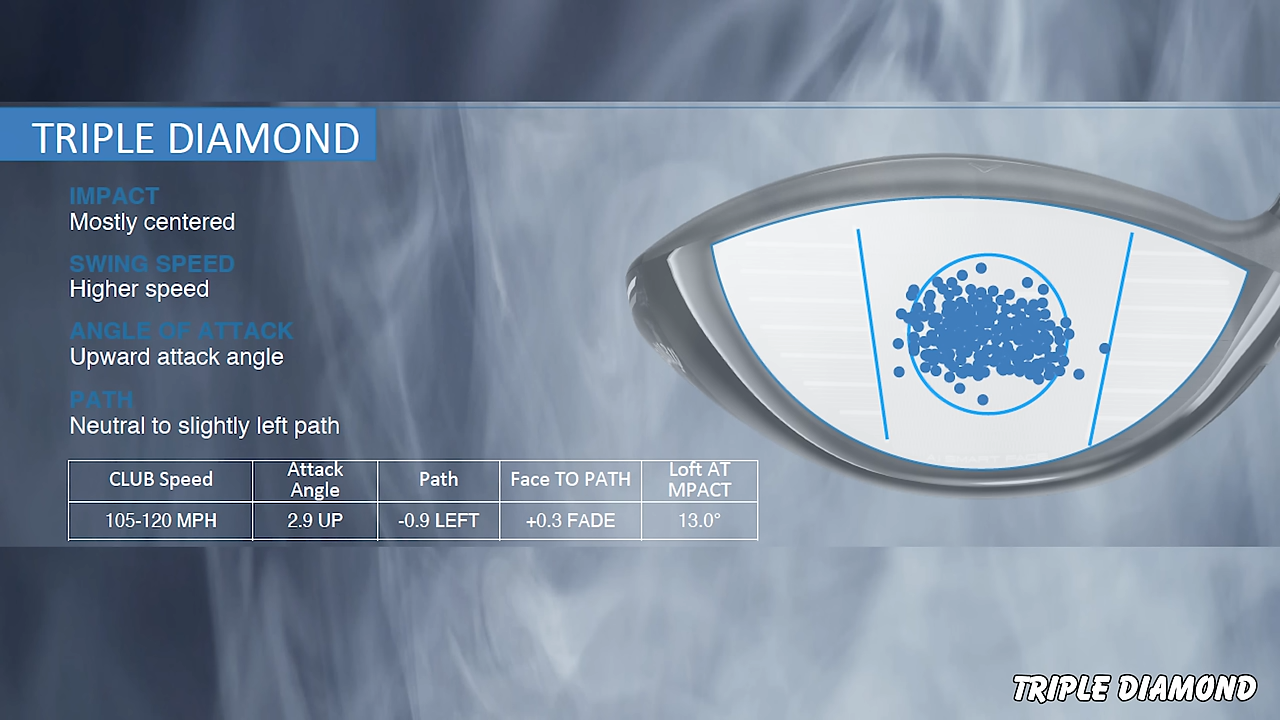 TRIPLE DIAMOND
IMPACT
Mostly centered
SWING SPEED
Higher speed
ANGLE OF ATTACK
Upward attack angle
PATH
Neutral to slightly left path
CLUB Speed Attack Angle Path Face TO PATH Loft AT MPACT
105-120 MPH 2.9 UP -0.9 LEFT +0.3 FADE 13.0°
TRIPLE DIAMOND